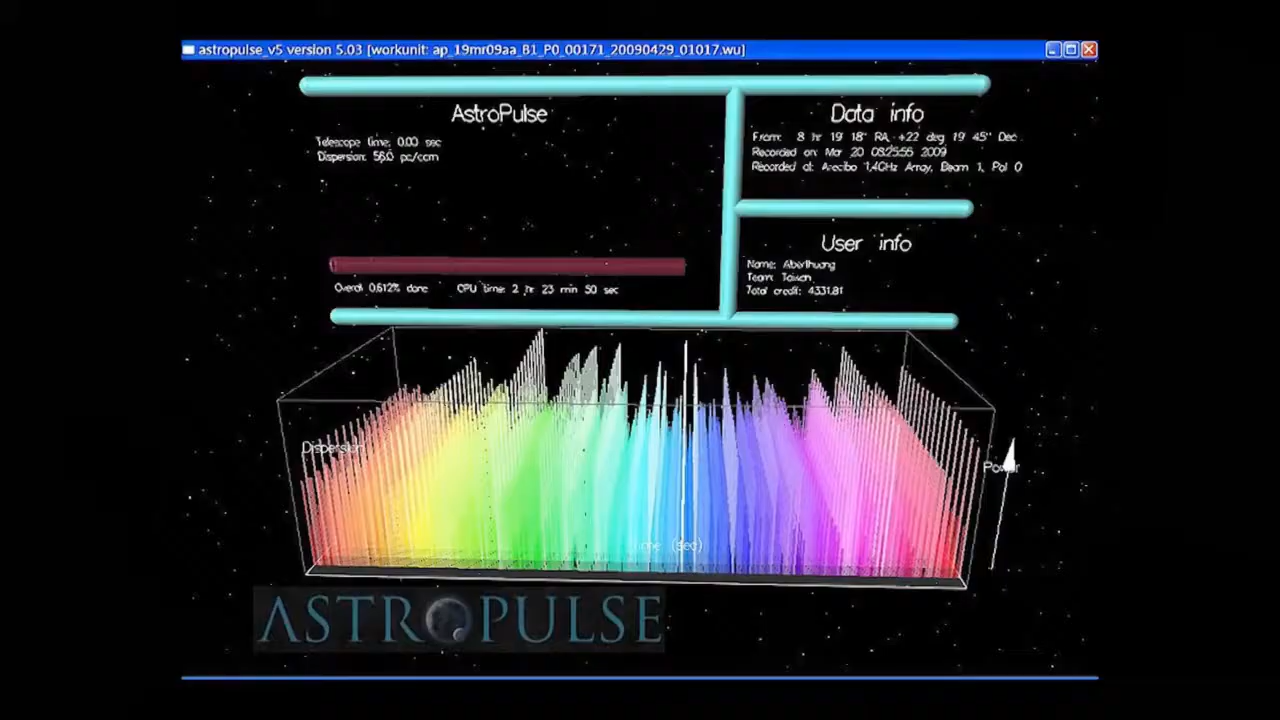 astropulse_v5 version 5.03 [workunit: ap_19mr09aa_B1_P0_00171_20090429_01017.wu]
AstroPulse
Telescope time: 0.00 sec
Dispersion: 56.0 pc/ccm
Overall 0.612% done
CPU time: 2 hr 23 min 50 sec
Data info
From: 8 hr 19' 18'' RA, +22 deg 19' 45'' Dec
Recorded on: Mar 20 08:25:55 2009
Recorded at: Arecibo 1.4GHz Array, Beam 1, Pol 0
User info
Name: Alberthuang
Team: Taiwan
Total credit: 4331.81
Dispersion
Power
Time (sec)
ASTROPULSE